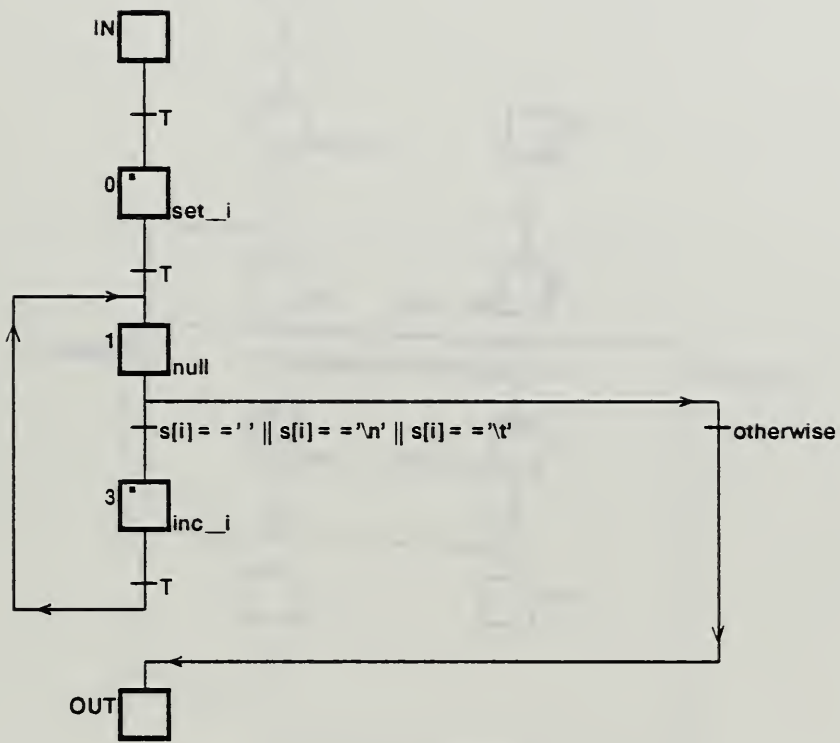 IN
T
0
set_i
T
1
null
s[i] = =' ' || s[i] = ='\n' || s[i] = ='\t'
otherwise
3
inc_i
T
OUT